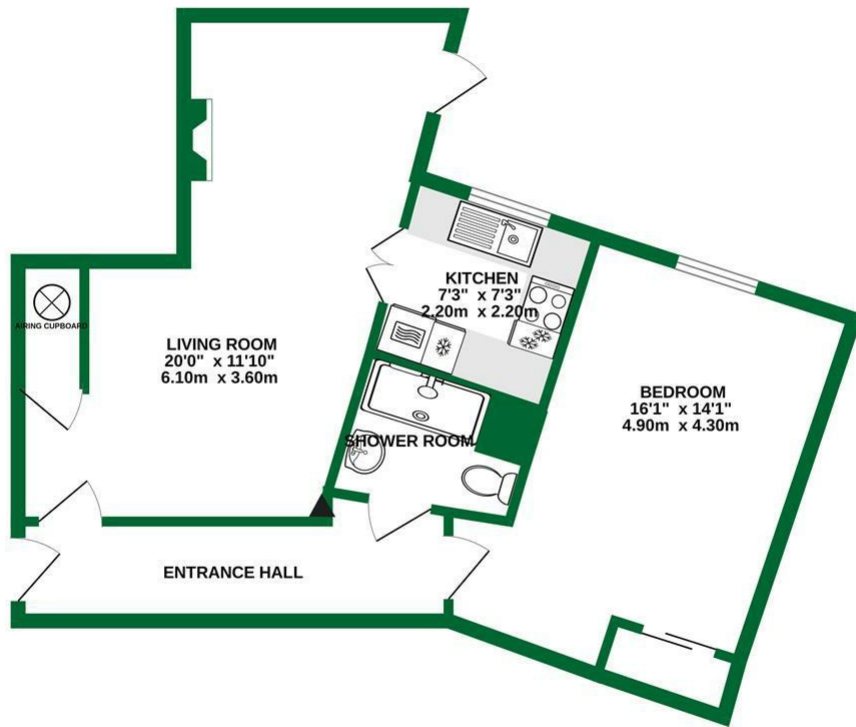 KITCHEN
7'3" x 7'3"
2.20m x 2.20m
AIRING CUPBOARD
LIVING ROOM
20'0" x 11'10"
6.10m x 3.60m
BEDROOM
16'1" x 14'1"
4.90m x 4.30m
SHOWER ROOM
ENTRANCE HALL